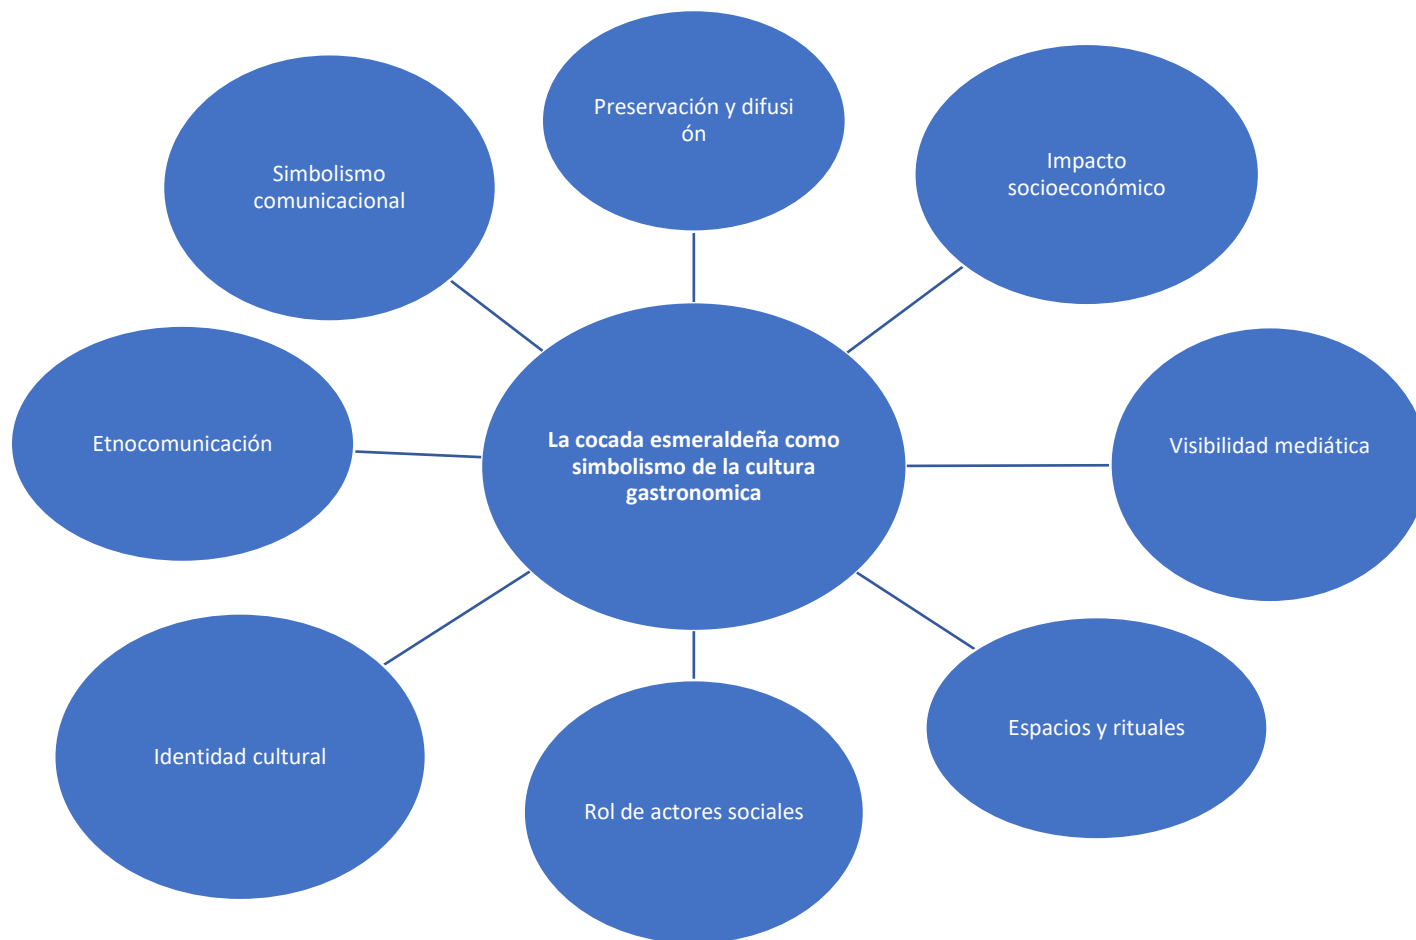 Preservación y difusi
ón
Simbolismo
comunicacional
Impacto
socioeconómico
Etnocomunicación
La cocada esmeraldeña como
simbolismo de la cultura
gastronomica
Visibilidad mediática
Identidad cultural
Rol de actores sociales
Espacios y rituales